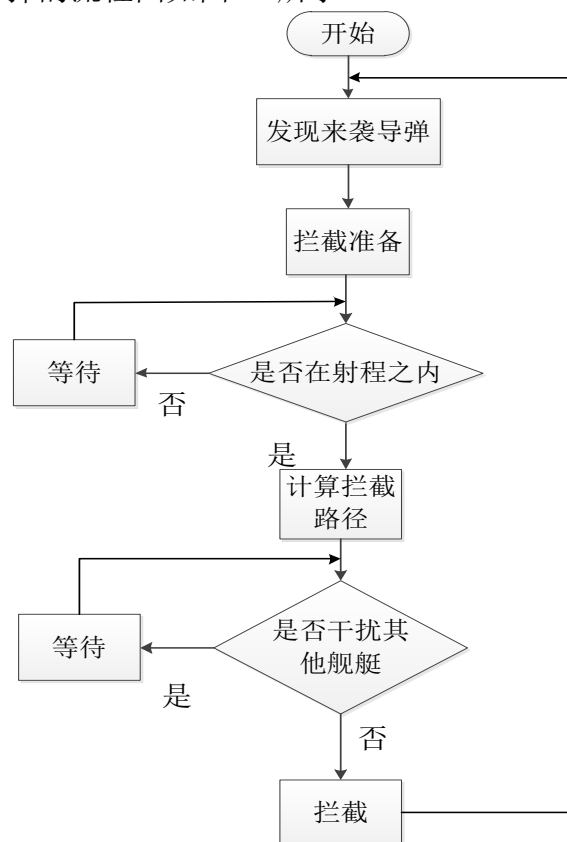 开始
发现来袭导弹
拦截准备
是否在射程之内
等待
否
是
计算拦截
路径
是否干扰其
他舰艇
等待
是
否
拦截